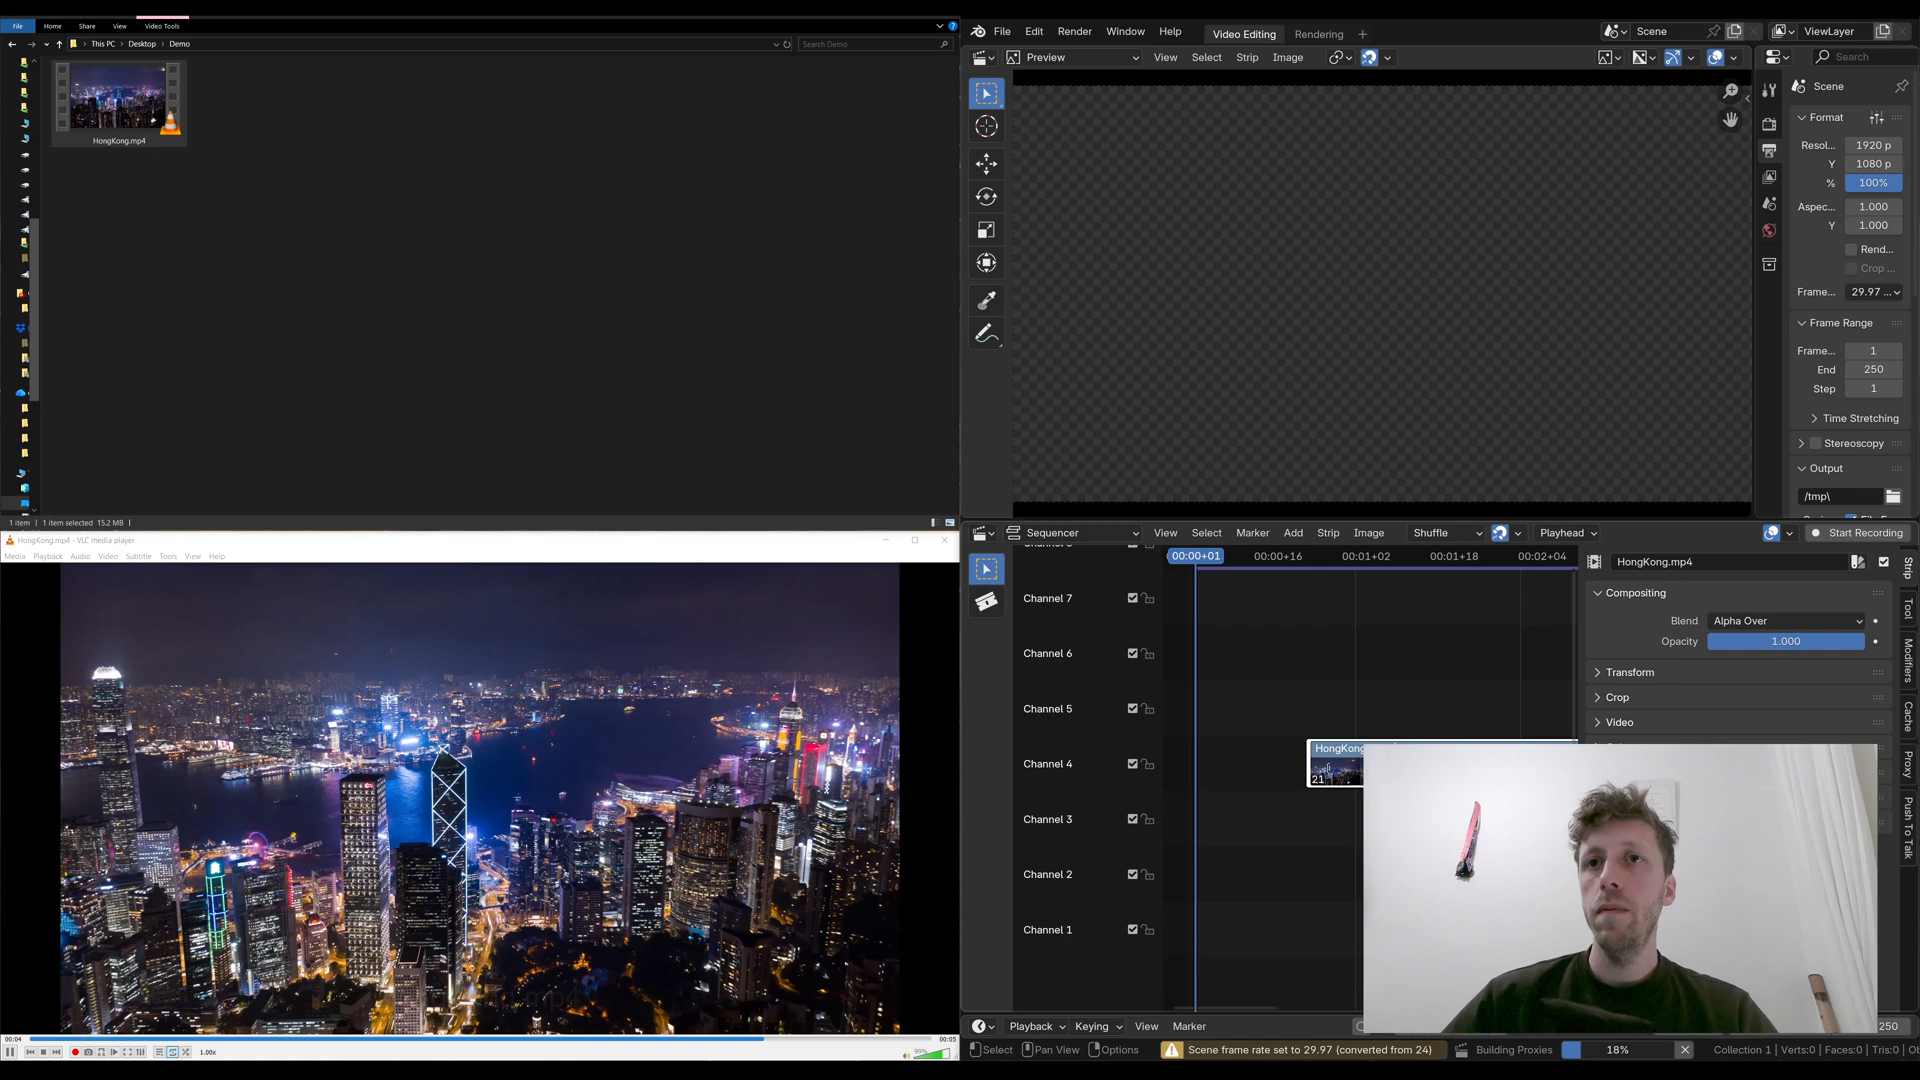 File
Home
Share
View
Video Tools
This PC
Desktop
Demo
Search Demo
HongKong.mp4
1 item
1 item selected 15.2 MB
HongKong.mp4 - VLC media player
Media
Playback
Audio
Video
Subtitle
Tools
View
Help
00:04
00:05
1.00x
99%
File
Edit
Render
Window
Help
Video Editing
Rendering
Scene
ViewLayer
Preview
View
Select
Strip
Image
Search
Scene
Format
Resol...
1920 p
Y
1080 p
%
100%
Aspec...
1.000
Y
1.000
Rend...
Crop ...
Frame...
29.97 ...
Frame Range
Frame...
1
End
250
Step
1
Time Stretching
Stereoscopy
Output
/tmp\
Sequencer
View
Select
Marker
Add
Strip
Image
Shuffle
Playhead
Start Recording
00:00+01
00:00+16
00:01+02
00:01+18
00:02+04
Channel 7
Channel 6
Channel 5
Channel 4
Channel 3
Channel 2
Channel 1
HongKong
21
HongKong.mp4
Compositing
Blend
Alpha Over
Opacity
1.000
Transform
Crop
Video
Strip
Tool
Modifiers
Cache
Proxy
Push To Talk
Playback
Keying
View
Marker
250
Select
Pan View
Options
Scene frame rate set to 29.97 (converted from 24)
Building Proxies
18%
Collection 1 | Verts:0 | Faces:0 | Tris:0 |